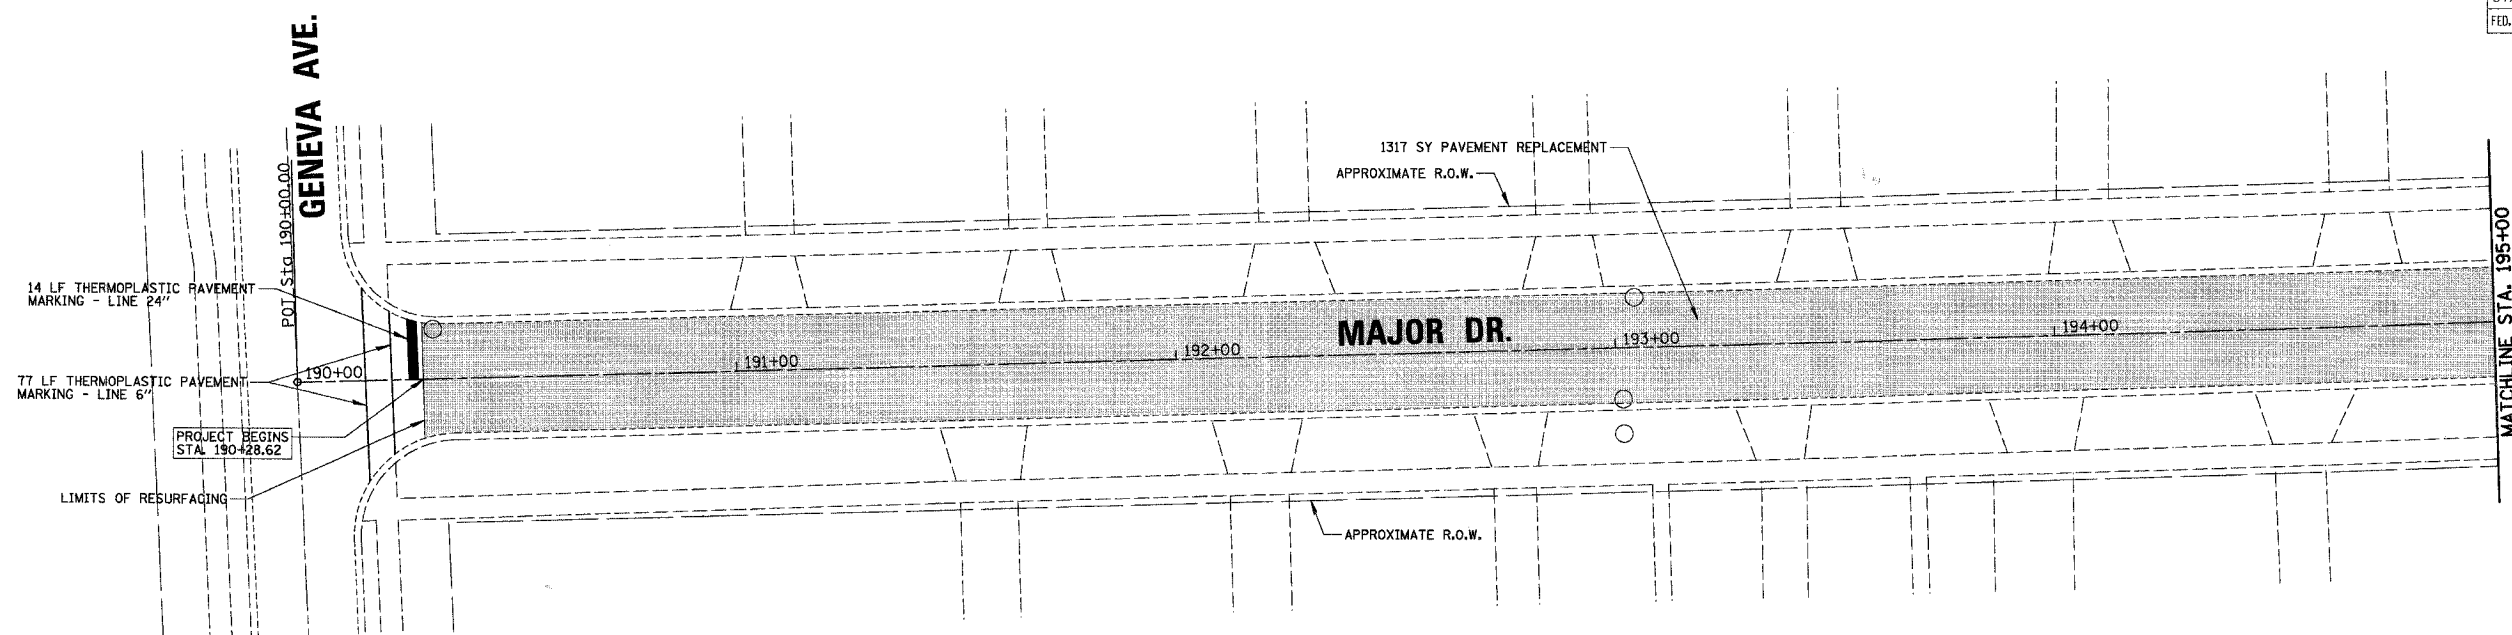 FED.
GENEVA AVE.
POT Sta 190+00.00
1317 SY PAVEMENT REPLACEMENT
APPROXIMATE R.O.W.
14 LF THERMOPLASTIC PAVEMENT
MARKING - LINE 24"
77 LF THERMOPLASTIC PAVEMENT
MARKING - LINE 6"
190+00
191+00
192+00
MAJOR DR.
193+00
194+00
MATCHLINE STA. 195+00
PROJECT BEGINS
STA. 190+28.62
LIMITS OF RESURFACING
APPROXIMATE R.O.W.